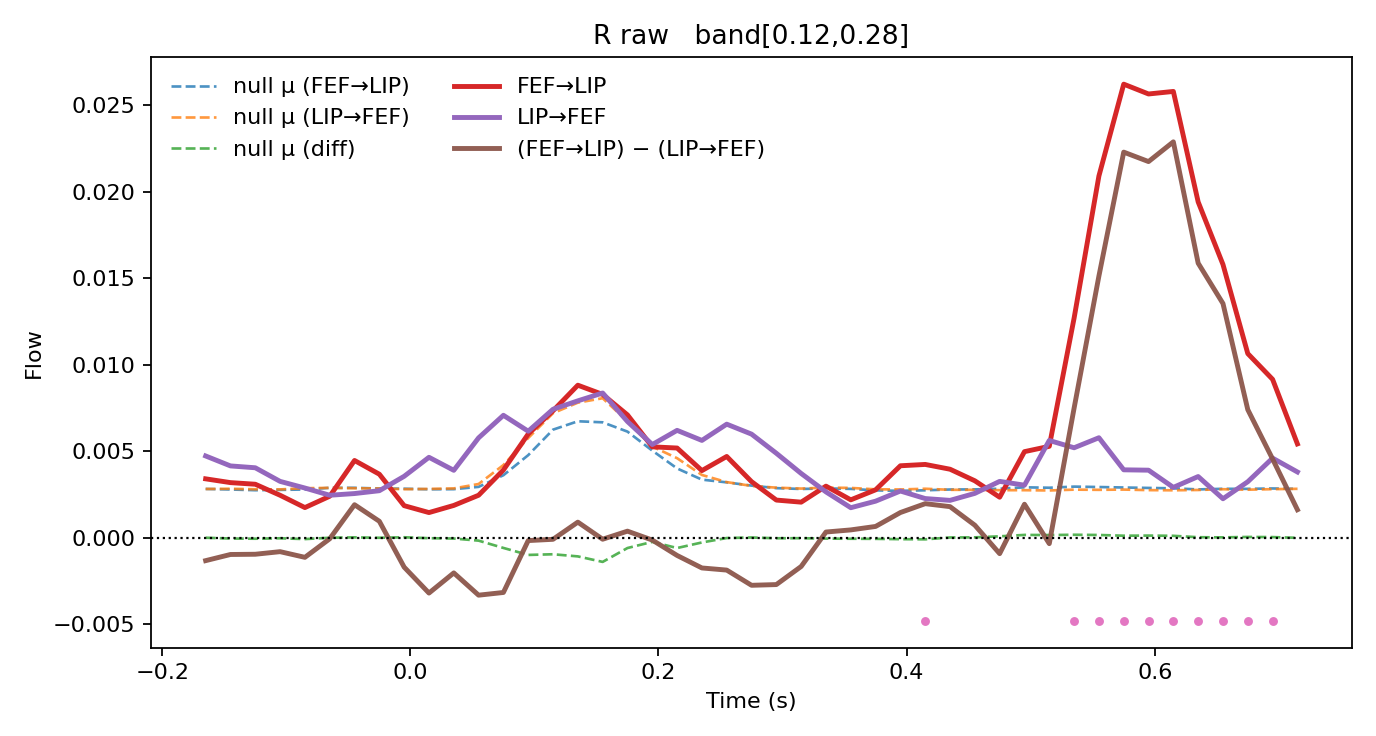 R raw   band[0.12,0.28]
null μ (FEF→LIP)
null μ (LIP→FEF)
null μ (diff)
FEF→LIP
LIP→FEF
(FEF→LIP) − (LIP→FEF)
0.025
0.020
0.015
0.010
0.005
0.000
−0.005
Flow
−0.2
0.0
0.2
0.4
0.6
Time (s)